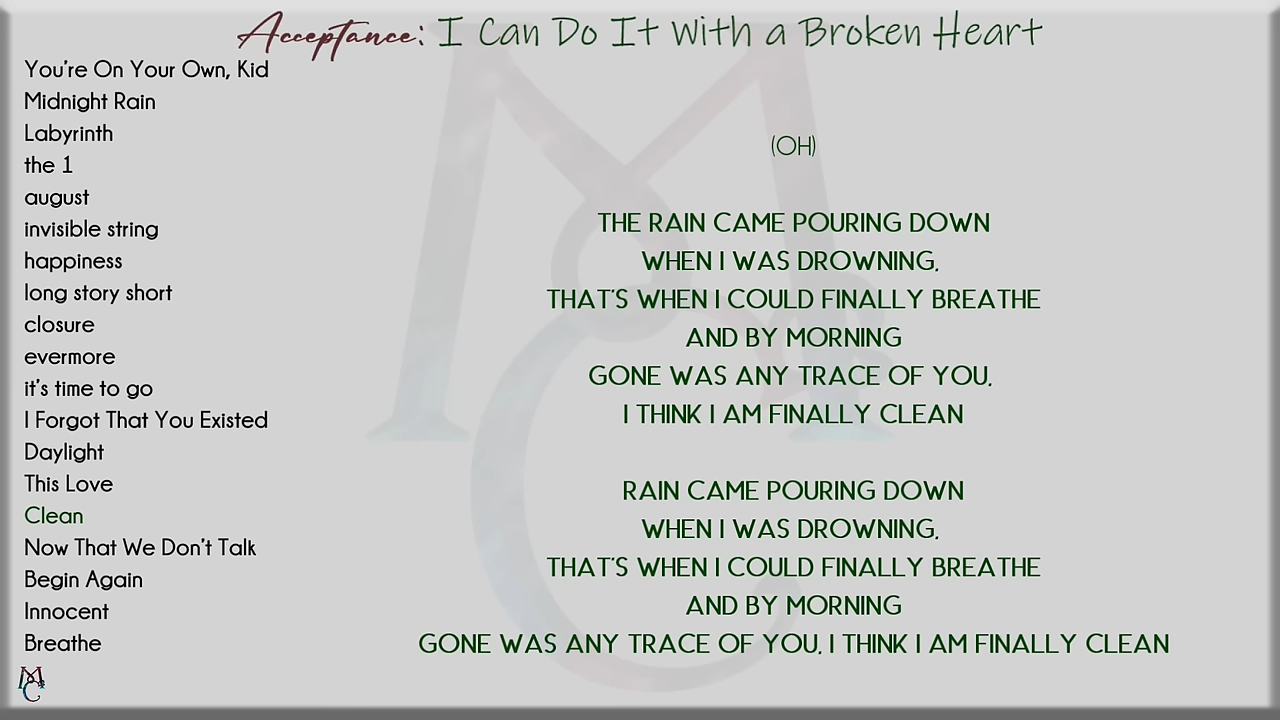 Acceptance: I Can Do It With a Broken Heart
You're On Your Own, Kid
Midnight Rain
Labyrinth
the 1
august
invisible string
happiness
long story short
closure
evermore
it's time to go
I Forgot That You Existed
Daylight
This Love
Clean
Now That We Don't Talk
Begin Again
Innocent
Breathe
(OH)
THE RAIN CAME POURING DOWN
WHEN I WAS DROWNING,
THAT'S WHEN I COULD FINALLY BREATHE
AND BY MORNING
GONE WAS ANY TRACE OF YOU,
I THINK I AM FINALLY CLEAN
RAIN CAME POURING DOWN
WHEN I WAS DROWNING,
THAT'S WHEN I COULD FINALLY BREATHE
AND BY MORNING
GONE WAS ANY TRACE OF YOU, I THINK I AM FINALLY CLEAN